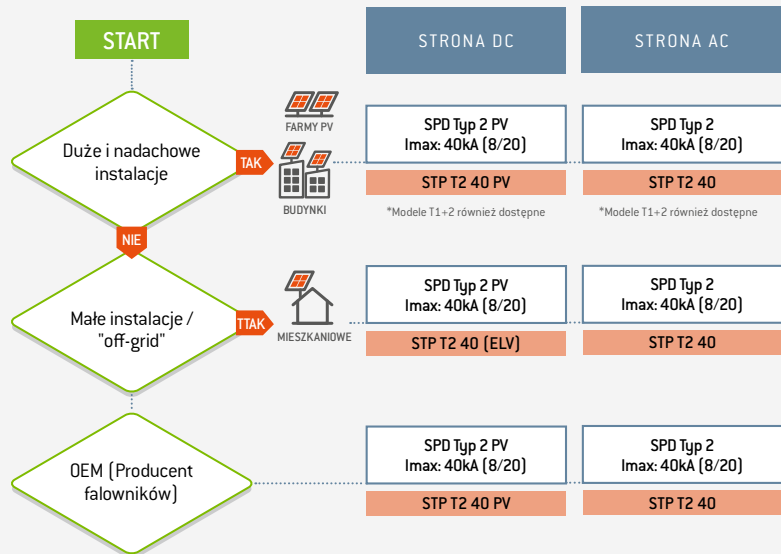 START
STRONA DC
STRONA AC
Duże i nadachowe
instalacje
TAK
FARMY PV
BUDYNKI
SPD Typ 2 PV
Imax: 40kA (8/20)
STP T2 40 PV
*Modele T1+2 również dostępne
SPD Typ 2
Imax: 40kA (8/20)
STP T2 40
*Modele T1+2 również dostępne
NIE
Małe instalacje /
"off-grid"
TTAK
MIESZKANIOWE
SPD Typ 2 PV
Imax: 40kA (8/20)
STP T2 40 (ELV)
SPD Typ 2
Imax: 40kA (8/20)
STP T2 40
OEM (Producent
falowników)
SPD Typ 2 PV
Imax: 40kA (8/20)
STP T2 40 PV
SPD Typ 2
Imax: 40kA (8/20)
STP T2 40